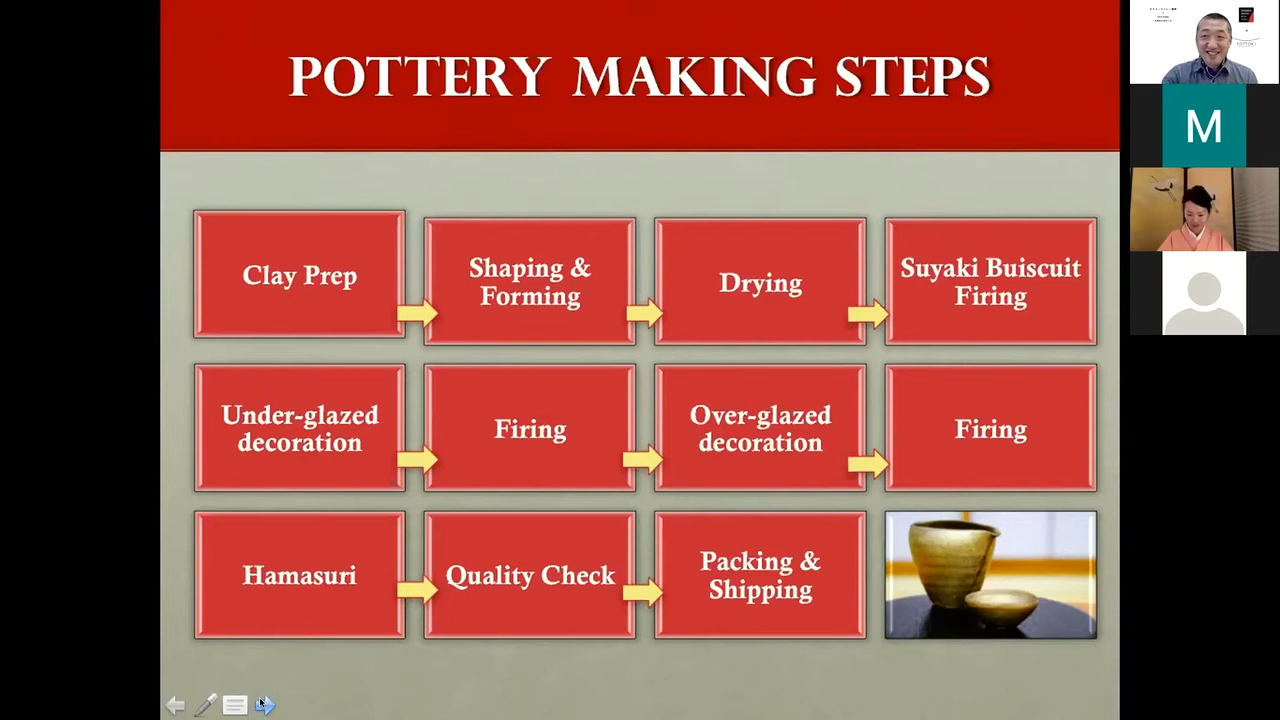 POTTERY MAKING STEPS
Clay Prep
Shaping &
Forming
Drying
Suyaki Buiscuit
Firing
Under-glazed
decoration
Firing
Over-glazed
decoration
Firing
Hamasuri
Quality Check
Packing &
Shipping
M